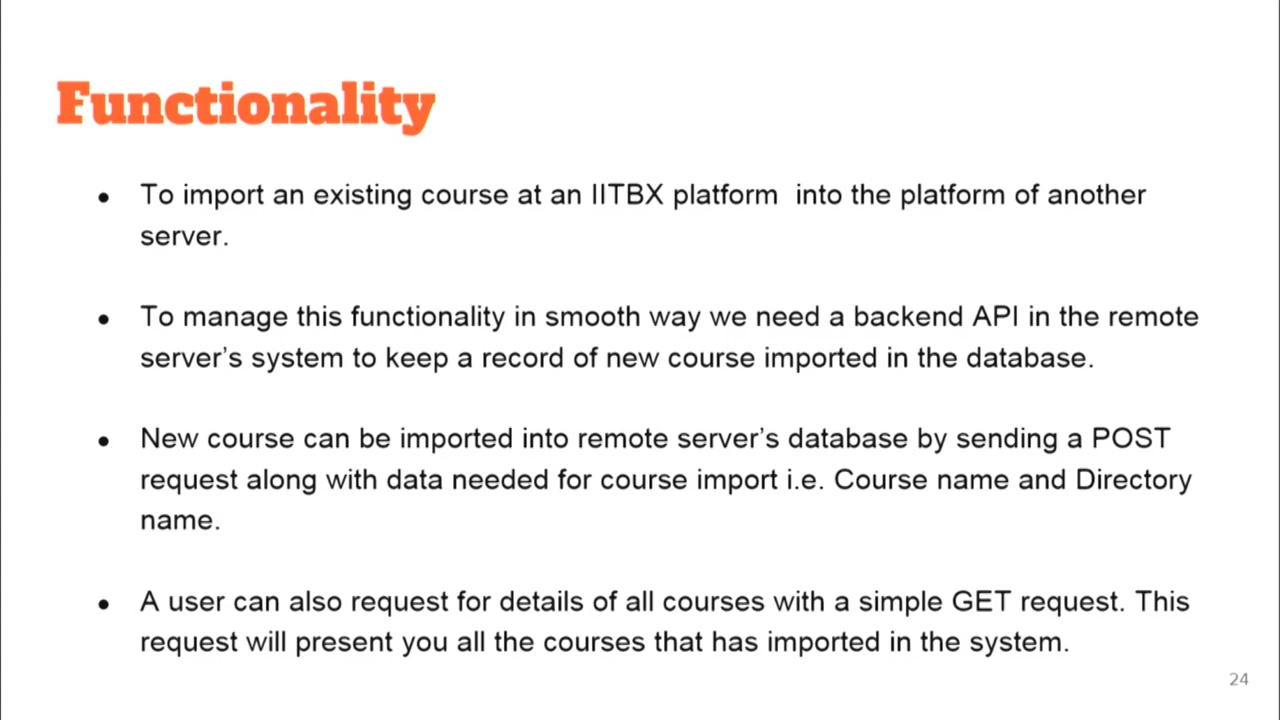 Functionality
● To import an existing course at an IITBX platform  into the platform of another
server.
● To manage this functionality in smooth way we need a backend API in the remote
server’s system to keep a record of new course imported in the database.
● New course can be imported into remote server’s database by sending a POST
request along with data needed for course import i.e. Course name and Directory
name.
● A user can also request for details of all courses with a simple GET request. This
request will present you all the courses that has imported in the system.
24